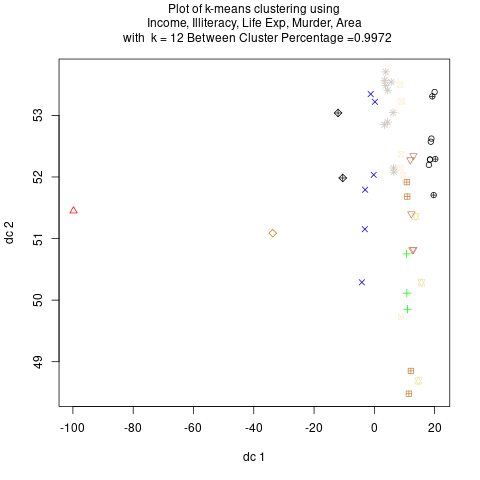 Plot of k-means clustering using
Income, Illiteracy, Life Exp, Murder, Area
with  k = 12 Between Cluster Percentage =0.9972
dc 2
53
52
51
50
49
-100
-80
-60
-40
-20
0
20
dc 1